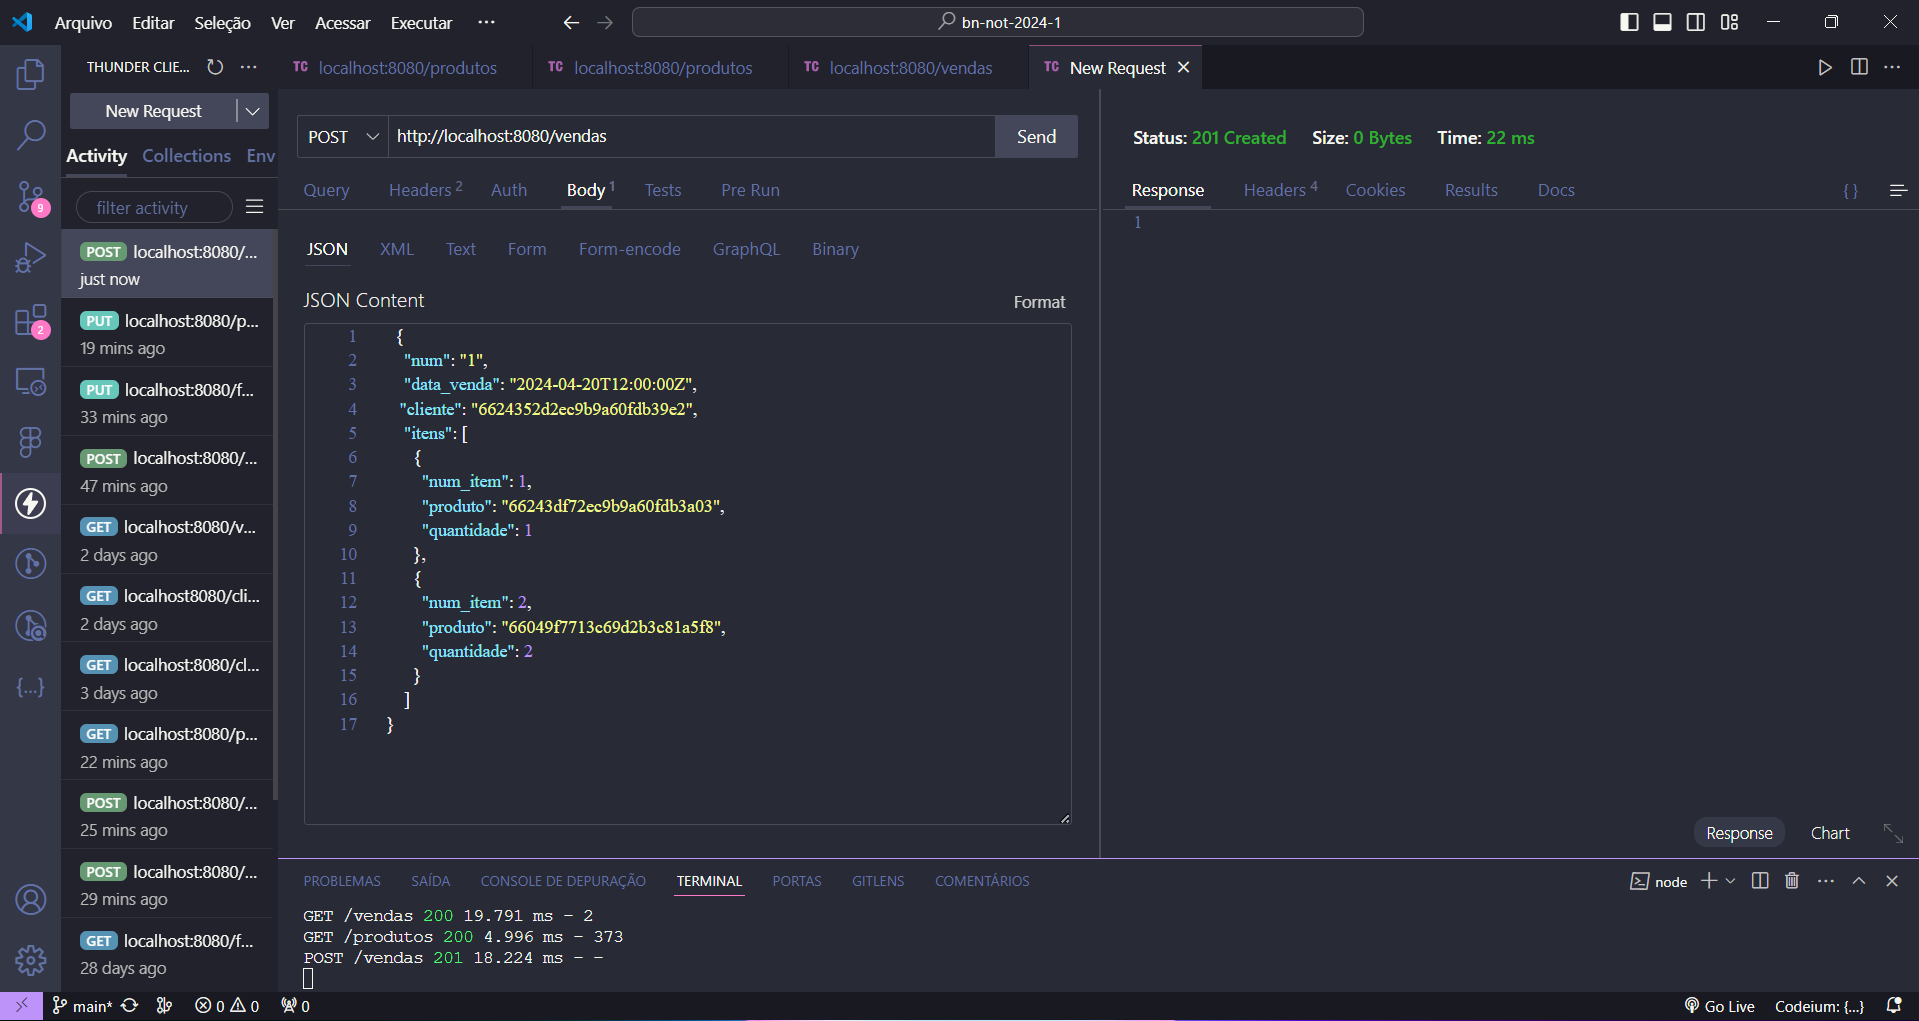 Arquivo Editar Seleção Ver Acessar Executar ···
bn-not-2024-1
THUNDER CLIE... ···
TC localhost:8080/produtos
TC localhost:8080/produtos
TC localhost:8080/vendas
TC New Request
···
New Request
Activity Collections Env
filter activity
POST localhost:8080/...
just now
PUT localhost:8080/p...
19 mins ago
PUT localhost:8080/f...
33 mins ago
POST localhost:8080/...
47 mins ago
GET localhost:8080/v...
2 days ago
GET localhost8080/cli...
2 days ago
GET localhost:8080/cl...
3 days ago
GET localhost:8080/p...
22 mins ago
POST localhost:8080/...
25 mins ago
POST localhost:8080/...
29 mins ago
GET localhost:8080/f...
28 days ago
9
2
{...}
POST http://localhost:8080/vendas Send
Query Headers 2 Auth Body 1 Tests Pre Run
JSON XML Text Form Form-encode GraphQL Binary
JSON Content Format
1 {
2 "num": "1",
3 "data_venda": "2024-04-20T12:00:00Z",
4 "cliente": "6624352d2ec9b9a60fdb39e2",
5 "itens": [
6 {
7 "num_item": 1,
8 "produto": "66243df72ec9b9a60fdb3a03",
9 "quantidade": 1
10 },
11 {
12 "num_item": 2,
13 "produto": "66049f7713c69d2b3c81a5f8",
14 "quantidade": 2
15 }
16 ]
17 }
Status: 201 Created Size: 0 Bytes Time: 22 ms
Response Headers 4 Cookies Results Docs { }
1
Response Chart
PROBLEMAS SAÍDA CONSOLE DE DEPURAÇÃO TERMINAL PORTAS GITLENS COMENTÁRIOS
node ···
GET /vendas 200 19.791 ms - 2
GET /produtos 200 4.996 ms - 373
POST /vendas 201 18.224 ms - -
main* 0 0 0
Go Live Codeium: {...}